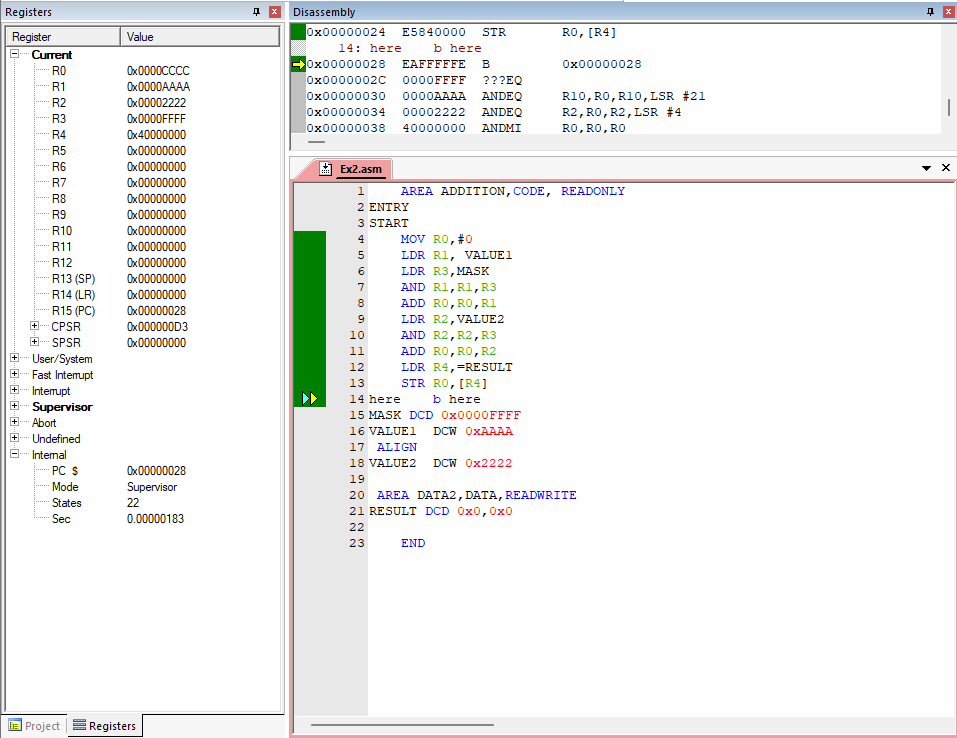 Registers
Register Value
Current
R0 0x0000CCCC
R1 0x0000AAAA
R2 0x00002222
R3 0x0000FFFF
R4 0x40000000
R5 0x00000000
R6 0x00000000
R7 0x00000000
R8 0x00000000
R9 0x00000000
R10 0x00000000
R11 0x00000000
R12 0x00000000
R13 (SP) 0x00000000
R14 (LR) 0x00000000
R15 (PC) 0x00000028
CPSR 0x000000D3
SPSR 0x00000000
User/System
Fast Interrupt
Interrupt
Supervisor
Abort
Undefined
Internal
PC $ 0x00000028
Mode Supervisor
States 22
Sec 0.00000183
Project Registers
Disassembly
0x00000024 E5840000 STR R0,[R4]
14: here b here
0x00000028 EAFFFFFE B 0x00000028
0x0000002C 0000FFFF ???EQ
0x00000030 0000AAAA ANDEQ R10,R0,R10,LSR #21
0x00000034 00002222 ANDEQ R2,R0,R2,LSR #4
0x00000038 40000000 ANDMI R0,R0,R0
Ex2.asm
1 AREA ADDITION,CODE, READONLY
2 ENTRY
3 START
4 MOV R0,#0
5 LDR R1, VALUE1
6 LDR R3,MASK
7 AND R1,R1,R3
8 ADD R0,R0,R1
9 LDR R2,VALUE2
10 AND R2,R2,R3
11 ADD R0,R0,R2
12 LDR R4,=RESULT
13 STR R0,[R4]
14 here b here
15 MASK DCD 0x0000FFFF
16 VALUE1 DCW 0xAAAA
17 ALIGN
18 VALUE2 DCW 0x2222
19
20 AREA DATA2,DATA,READWRITE
21 RESULT DCD 0x0,0x0
22
23 END